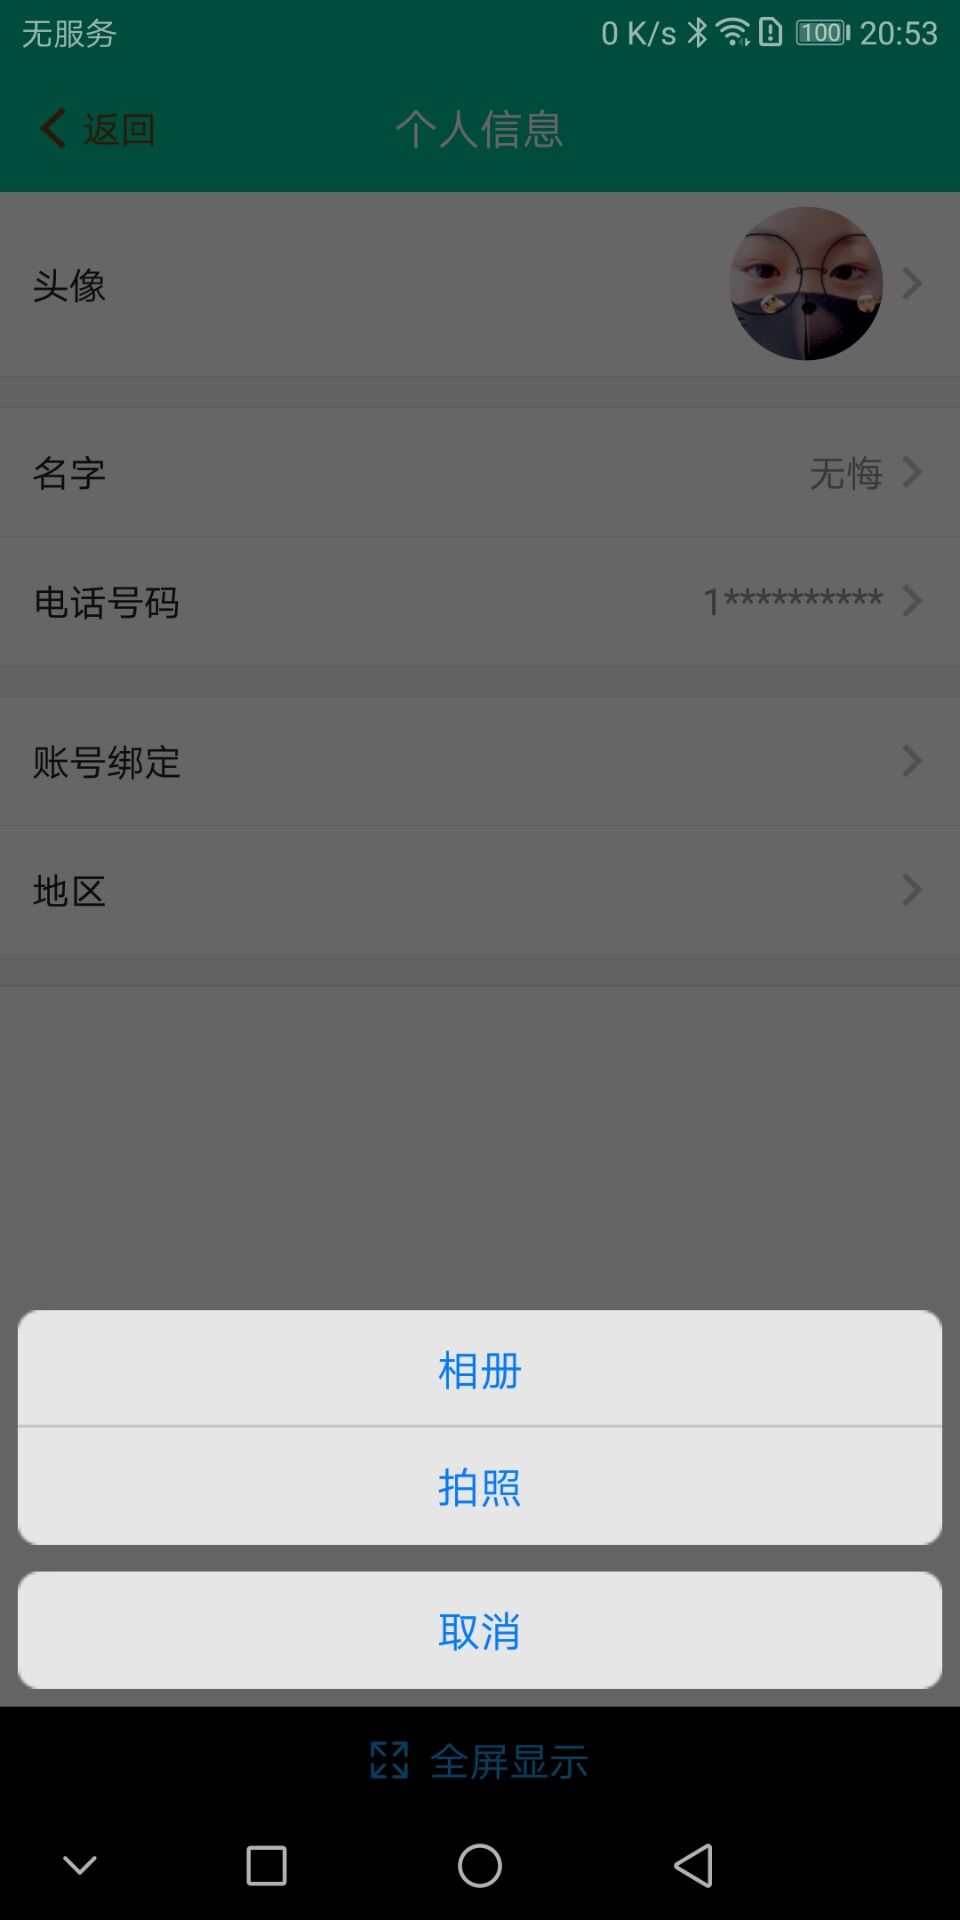 无服务 0 K/s 100 20:53
返回 个人信息
头像
名字 无悔
电话号码 1**********
账号绑定
地区
相册
拍照
取消
全屏显示